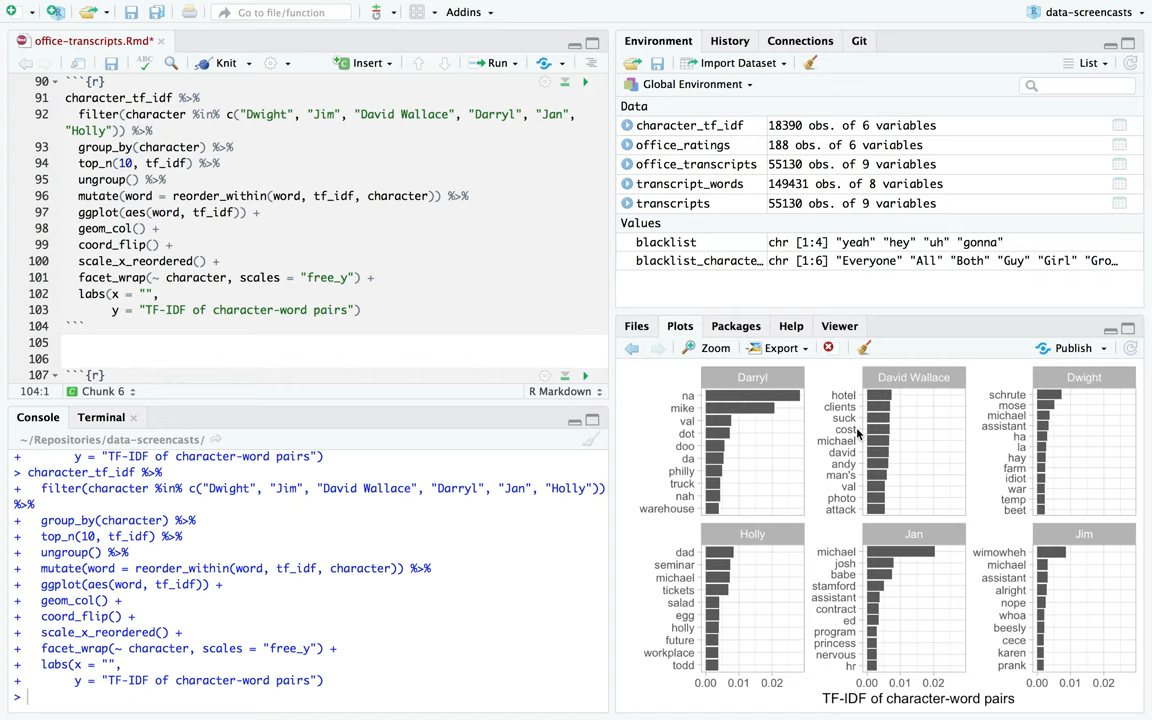 Go to file/function
Addins
data-screencasts
office-transcripts.Rmd*
ABC
Knit
Insert
Run
90 ```{r}
91 character_tf_idf %>%
92 filter(character %in% c("Dwight", "Jim", "David Wallace", "Darryl", "Jan",
"Holly")) %>%
93 group_by(character) %>%
94 top_n(10, tf_idf) %>%
95 ungroup() %>%
96 mutate(word = reorder_within(word, tf_idf, character)) %>%
97 ggplot(aes(word, tf_idf)) +
98 geom_col() +
99 coord_flip() +
100 scale_x_reordered() +
101 facet_wrap(~ character, scales = "free_y") +
102 labs(x = "",
103 y = "TF-IDF of character-word pairs")
104 ```
105
106
107 ```{r}
104:1 Chunk 6 R Markdown
Console Terminal
~/Repositories/data-screencasts/
+ y = "TF-IDF of character-word pairs")
> character_tf_idf %>%
+ filter(character %in% c("Dwight", "Jim", "David Wallace", "Darryl", "Jan", "Holly"))
%>%
+ group_by(character) %>%
+ top_n(10, tf_idf) %>%
+ ungroup() %>%
+ mutate(word = reorder_within(word, tf_idf, character)) %>%
+ ggplot(aes(word, tf_idf)) +
+ geom_col() +
+ coord_flip() +
+ scale_x_reordered() +
+ facet_wrap(~ character, scales = "free_y") +
+ labs(x = "",
+ y = "TF-IDF of character-word pairs")
>
Environment History Connections Git
Import Dataset
List
Global Environment
Data
character_tf_idf 18390 obs. of 6 variables
office_ratings 188 obs. of 6 variables
office_transcripts 55130 obs. of 9 variables
transcript_words 149431 obs. of 8 variables
transcripts 55130 obs. of 9 variables
Values
blacklist chr [1:4] "yeah" "hey" "uh" "gonna"
blacklist_characte… chr [1:6] "Everyone" "All" "Both" "Guy" "Girl" "Gro…
Files Plots Packages Help Viewer
Zoom Export Publish
Darryl
na
mike
val
dot
doo
da
philly
truck
nah
warehouse
David Wallace
hotel
clients
suck
cost
michael
david
andy
man's
val
photo
attack
Dwight
schrute
mose
michael
assistant
ha
la
hay
farm
idiot
war
temp
beet
Holly
dad
seminar
michael
tickets
salad
egg
holly
future
workplace
todd
Jan
michael
josh
babe
stamford
assistant
contract
ed
program
princess
nervous
hr
Jim
wimowheh
michael
assistant
alright
nope
whoa
beesly
cece
karen
prank
0.00 0.01 0.02 0.00 0.01 0.02 0.00 0.01 0.02
TF-IDF of character-word pairs